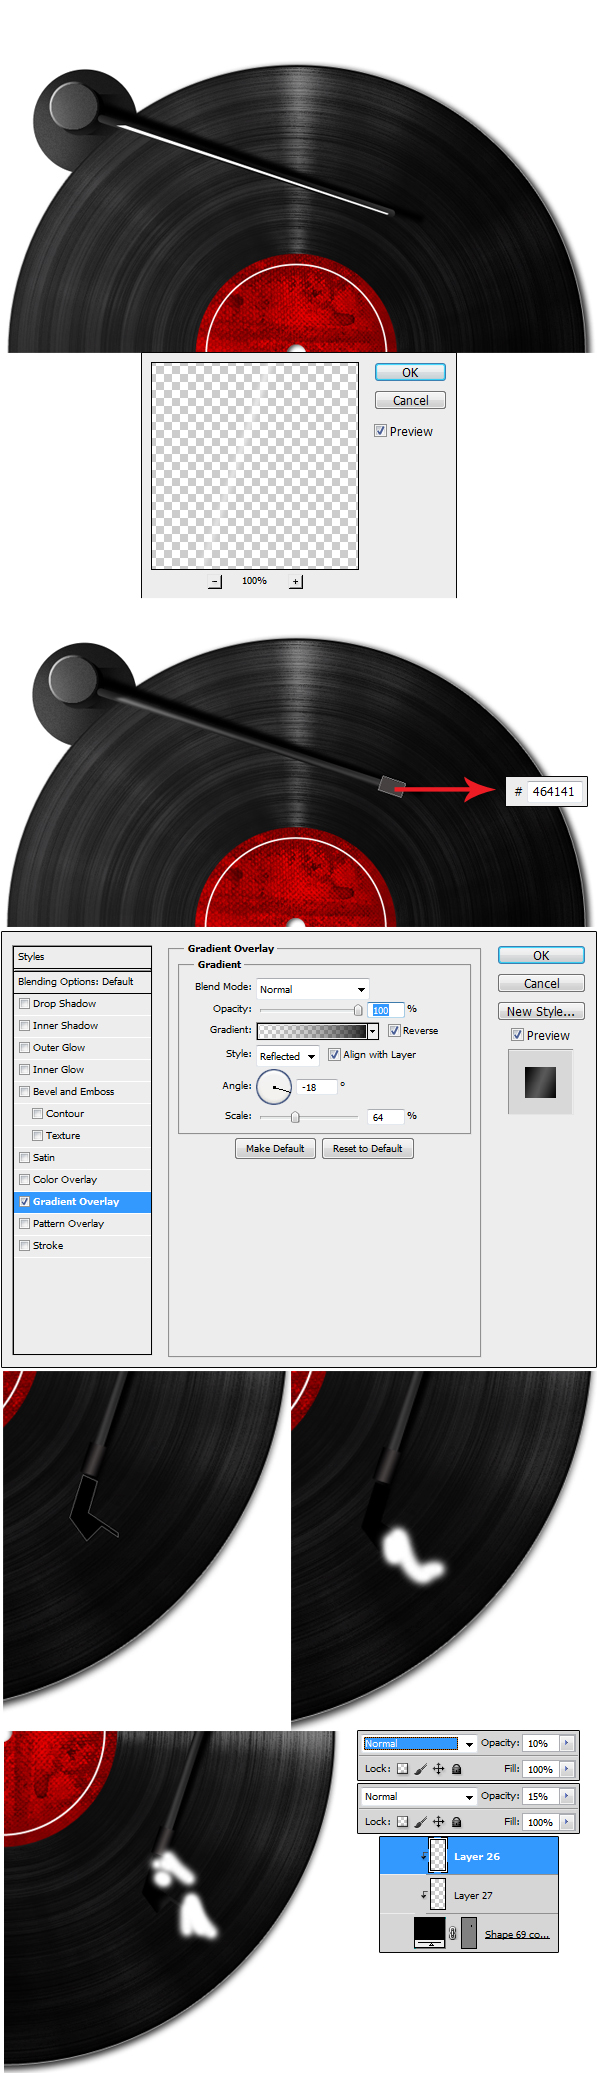 OK
Cancel
Preview
100%
# 464141
Styles
Blending Options: Default
Drop Shadow
Inner Shadow
Outer Glow
Inner Glow
Bevel and Emboss
Contour
Texture
Satin
Color Overlay
Gradient Overlay
Pattern Overlay
Stroke
Gradient Overlay
Gradient
Blend Mode: Normal
Opacity: 100 %
Gradient: Reverse
Style: Reflected Align with Layer
Angle: -18 °
Scale: 64 %
Make Default Reset to Default
OK
Cancel
New Style...
Preview
Normal Opacity: 10%
Lock: Fill: 100%
Normal Opacity: 15%
Lock: Fill: 100%
Layer 26
Layer 27
Shape 69 co...